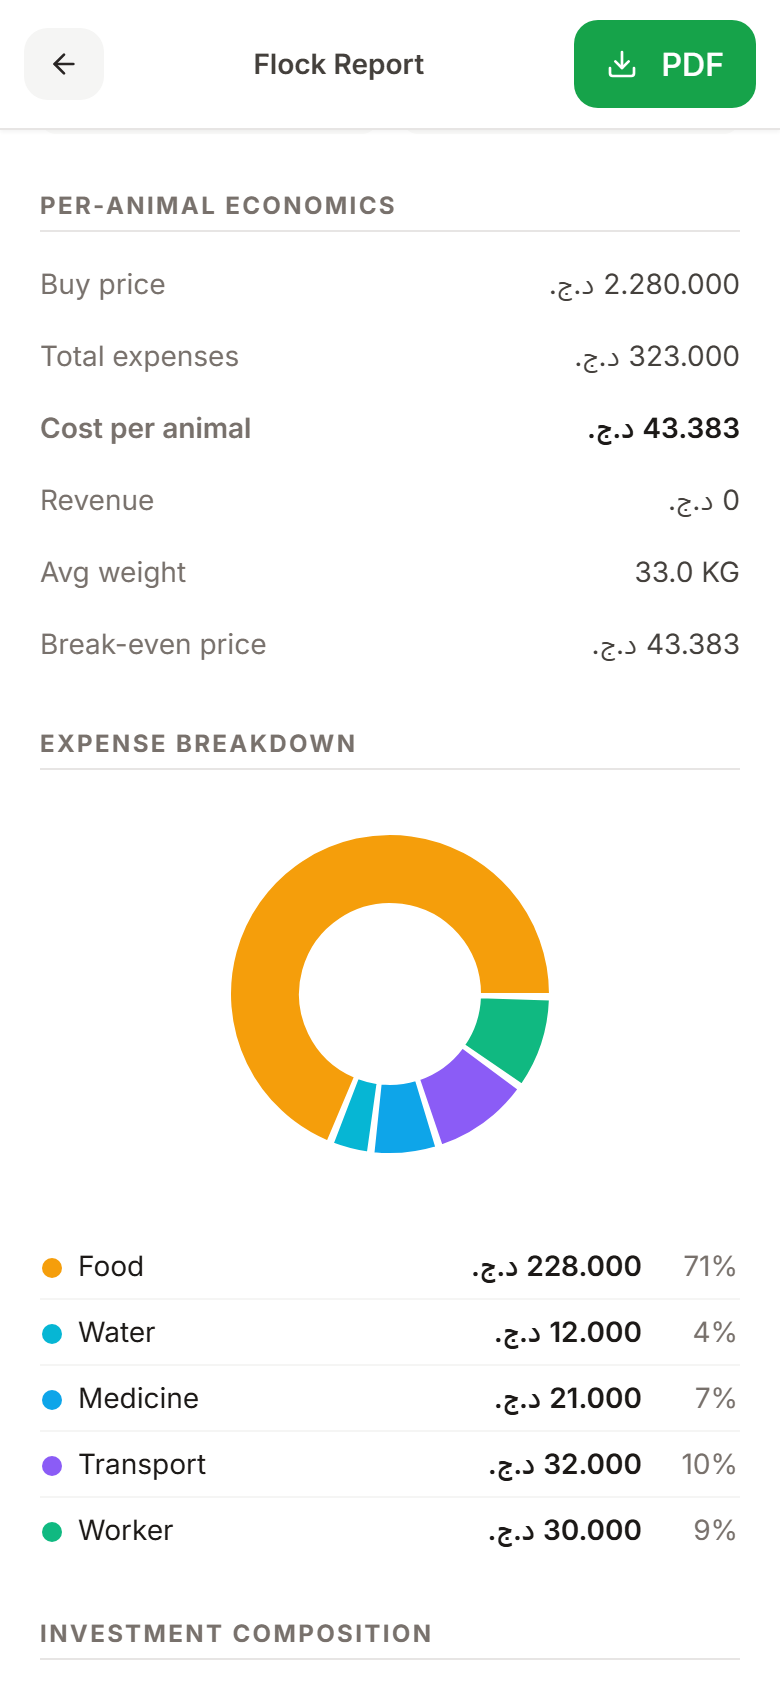 Flock Report
PDF
PER-ANIMAL ECONOMICS
Buy price 2.280.000 د.ج.
Total expenses 323.000 د.ج.
Cost per animal 43.383 د.ج.
Revenue 0 د.ج.
Avg weight 33.0 KG
Break-even price 43.383 د.ج.
EXPENSE BREAKDOWN
Food 228.000 د.ج. 71%
Water 12.000 د.ج. 4%
Medicine 21.000 د.ج. 7%
Transport 32.000 د.ج. 10%
Worker 30.000 د.ج. 9%
INVESTMENT COMPOSITION